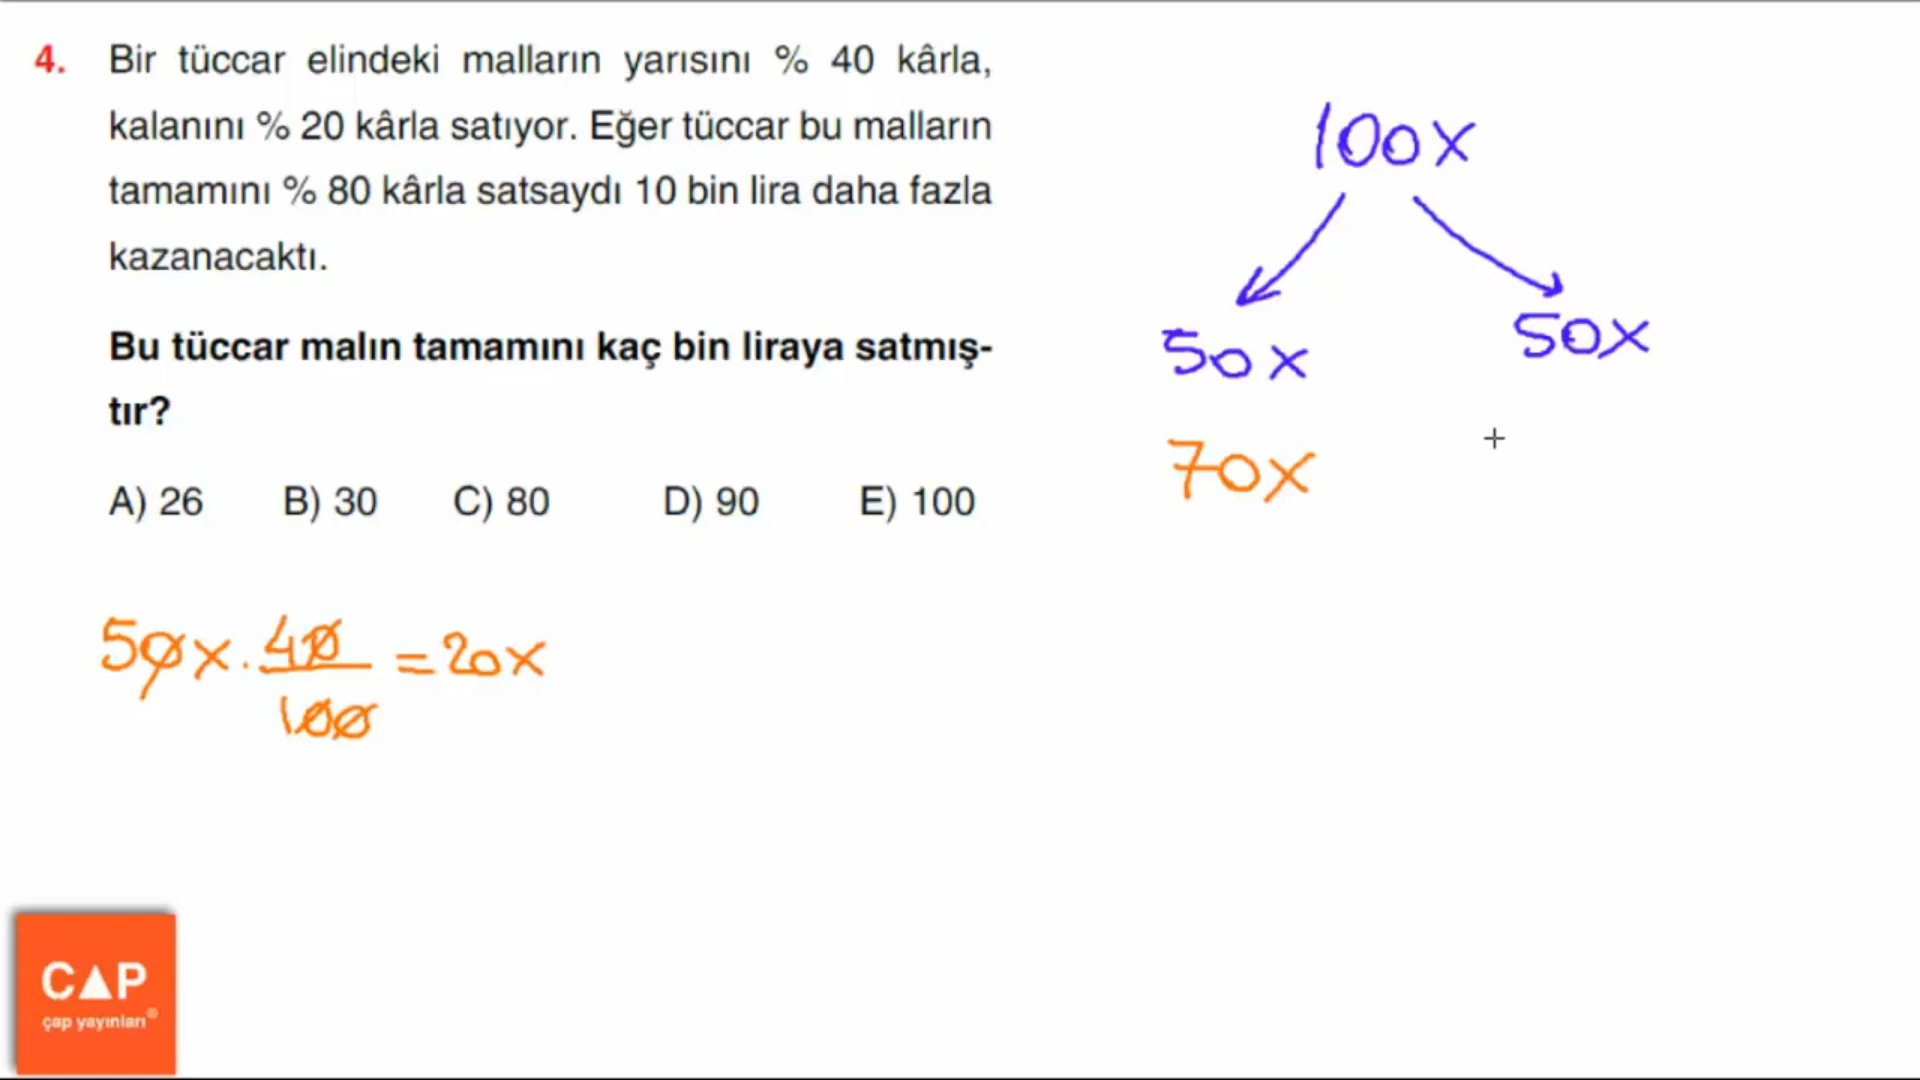 4. Bir tüccar elindeki malların yarısını % 40 kârla,
kalanını % 20 kârla satıyor. Eğer tüccar bu malların
tamamını % 80 kârla satsaydı 10 bin lira daha fazla
kazanacaktı.
Bu tüccar malın tamamını kaç bin liraya satmış-
tır?
A) 26 B) 30 C) 80 D) 90 E) 100
100x
50x 50x
70x
50x . 40/100 = 20x
CAP
çap yayınları®